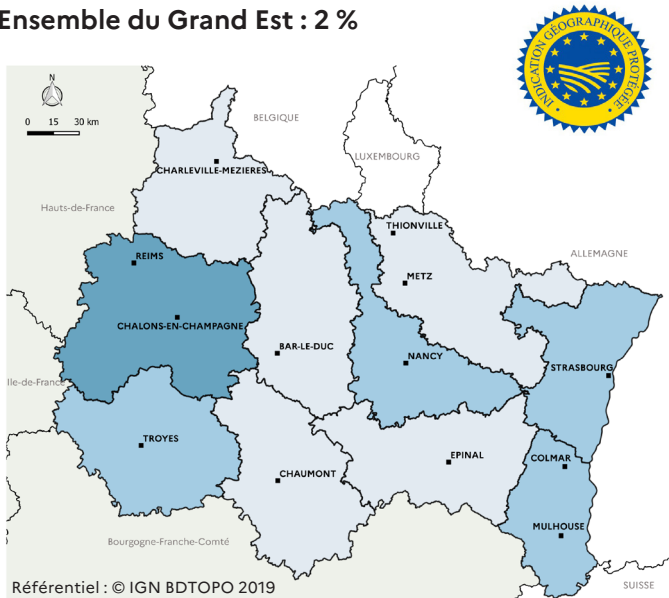 Ensemble du Grand Est : 2 %
INDICATION GÉOGRAPHIQUE PROTÉGÉE
N
0 15 30 km
BELGIQUE
LUXEMBOURG
CHARLEVILLE-MEZIERES
Hauts-de-France
THIONVILLE
REIMS
ALLEMAGNE
METZ
CHALONS-EN-CHAMPAGNE
BAR-LE-DUC
NANCY
STRASBOURG
Ile-de-France
TROYES
EPINAL
COLMAR
CHAUMONT
MULHOUSE
Bourgogne-Franche-Comté
Référentiel : © IGN BDTOPO 2019
SUISSE